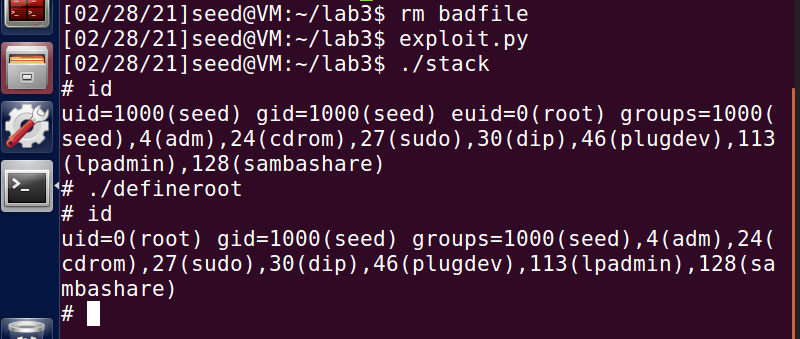 [02/28/21]seed@VM:~/lab3$ rm badfile
[02/28/21]seed@VM:~/lab3$ exploit.py
[02/28/21]seed@VM:~/lab3$ ./stack
# id
uid=1000(seed) gid=1000(seed) euid=0(root) groups=1000(
seed),4(adm),24(cdrom),27(sudo),30(dip),46(plugdev),113
(lpadmin),128(sambashare)
# ./defineroot
# id
uid=0(root) gid=1000(seed) groups=1000(seed),4(adm),24(
cdrom),27(sudo),30(dip),46(plugdev),113(lpadmin),128(sa
mbashare)
#